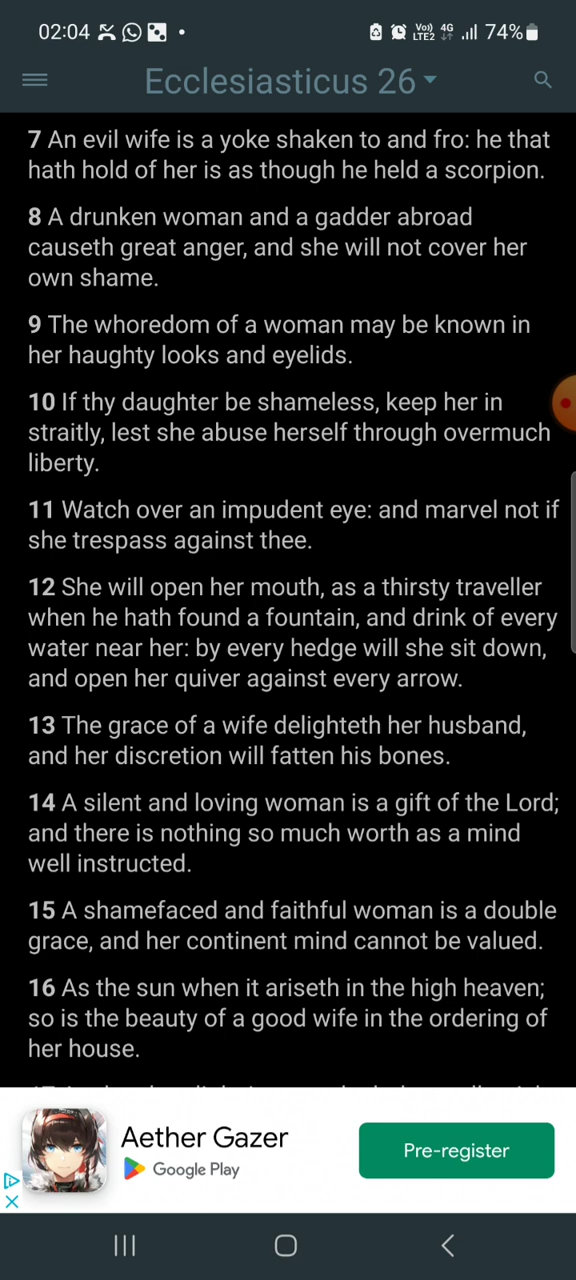 02:04 Vo)) LTE2 4G 74%
Ecclesiasticus 26
7 An evil wife is a yoke shaken to and fro: he that
hath hold of her is as though he held a scorpion.
8 A drunken woman and a gadder abroad
causeth great anger, and she will not cover her
own shame.
9 The whoredom of a woman may be known in
her haughty looks and eyelids.
10 If thy daughter be shameless, keep her in
straitly, lest she abuse herself through overmuch
liberty.
11 Watch over an impudent eye: and marvel not if
she trespass against thee.
12 She will open her mouth, as a thirsty traveller
when he hath found a fountain, and drink of every
water near her: by every hedge will she sit down,
and open her quiver against every arrow.
13 The grace of a wife delighteth her husband,
and her discretion will fatten his bones.
14 A silent and loving woman is a gift of the Lord;
and there is nothing so much worth as a mind
well instructed.
15 A shamefaced and faithful woman is a double
grace, and her continent mind cannot be valued.
16 As the sun when it ariseth in the high heaven;
so is the beauty of a good wife in the ordering of
her house.
Aether Gazer
Google Play
Pre-register